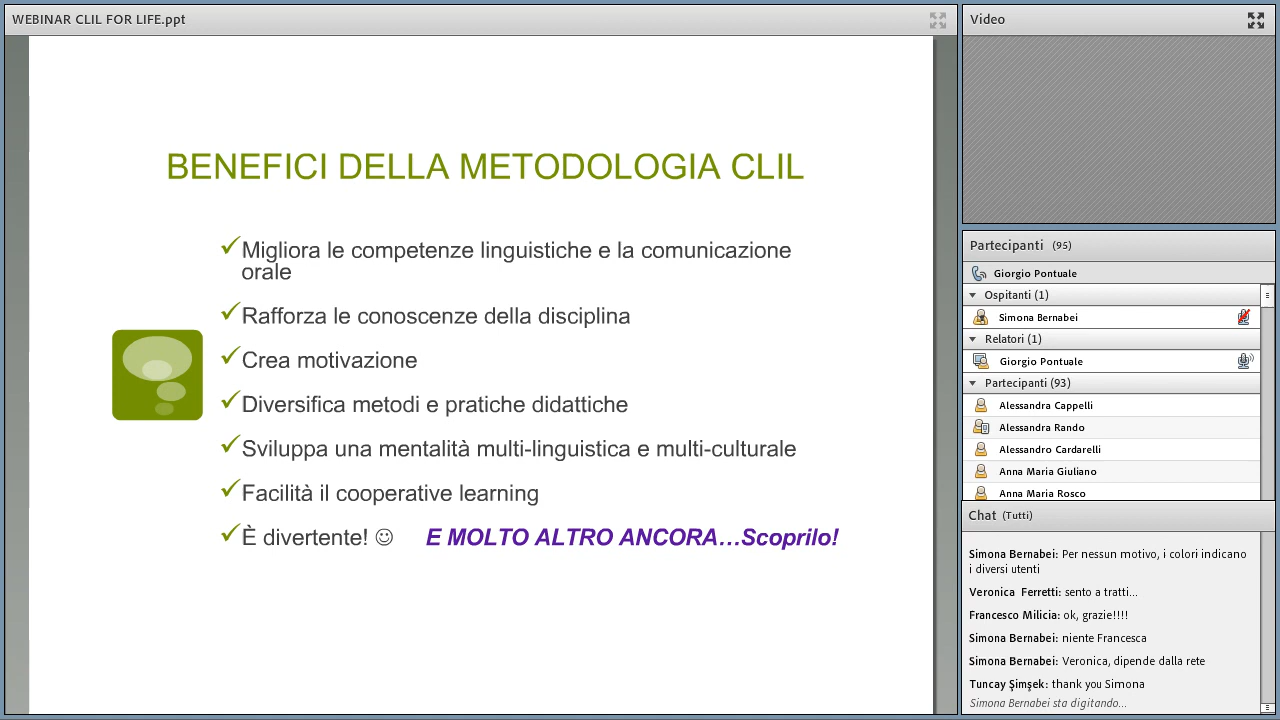 WEBINAR CLIL FOR LIFE.ppt
BENEFICI DELLA METODOLOGIA CLIL
Migliora le competenze linguistiche e la comunicazione
orale
Rafforza le conoscenze della disciplina
Crea motivazione
Diversifica metodi e pratiche didattiche
Sviluppa una mentalità multi-linguistica e multi-culturale
Facilità il cooperative learning
È divertente! ☺ E MOLTO ALTRO ANCORA…Scoprilo!
Video
Partecipanti (95)
Giorgio Pontuale
Ospitanti (1)
Simona Bernabei
Relatori (1)
Giorgio Pontuale
Partecipanti (93)
Alessandra Cappelli
Alessandra Rando
Alessandro Cardarelli
Anna Maria Giuliano
Anna Maria Rosco
Chat (Tutti)
Simona Bernabei: Per nessun motivo, i colori indicano
i diversi utenti
Veronica Ferretti: sento a tratti...
Francesco Milicia: ok, grazie!!!!
Simona Bernabei: niente Francesca
Simona Bernabei: Veronica, dipende dalla rete
Tuncay Şimşek: thank you Simona
Simona Bernabei sta digitando...